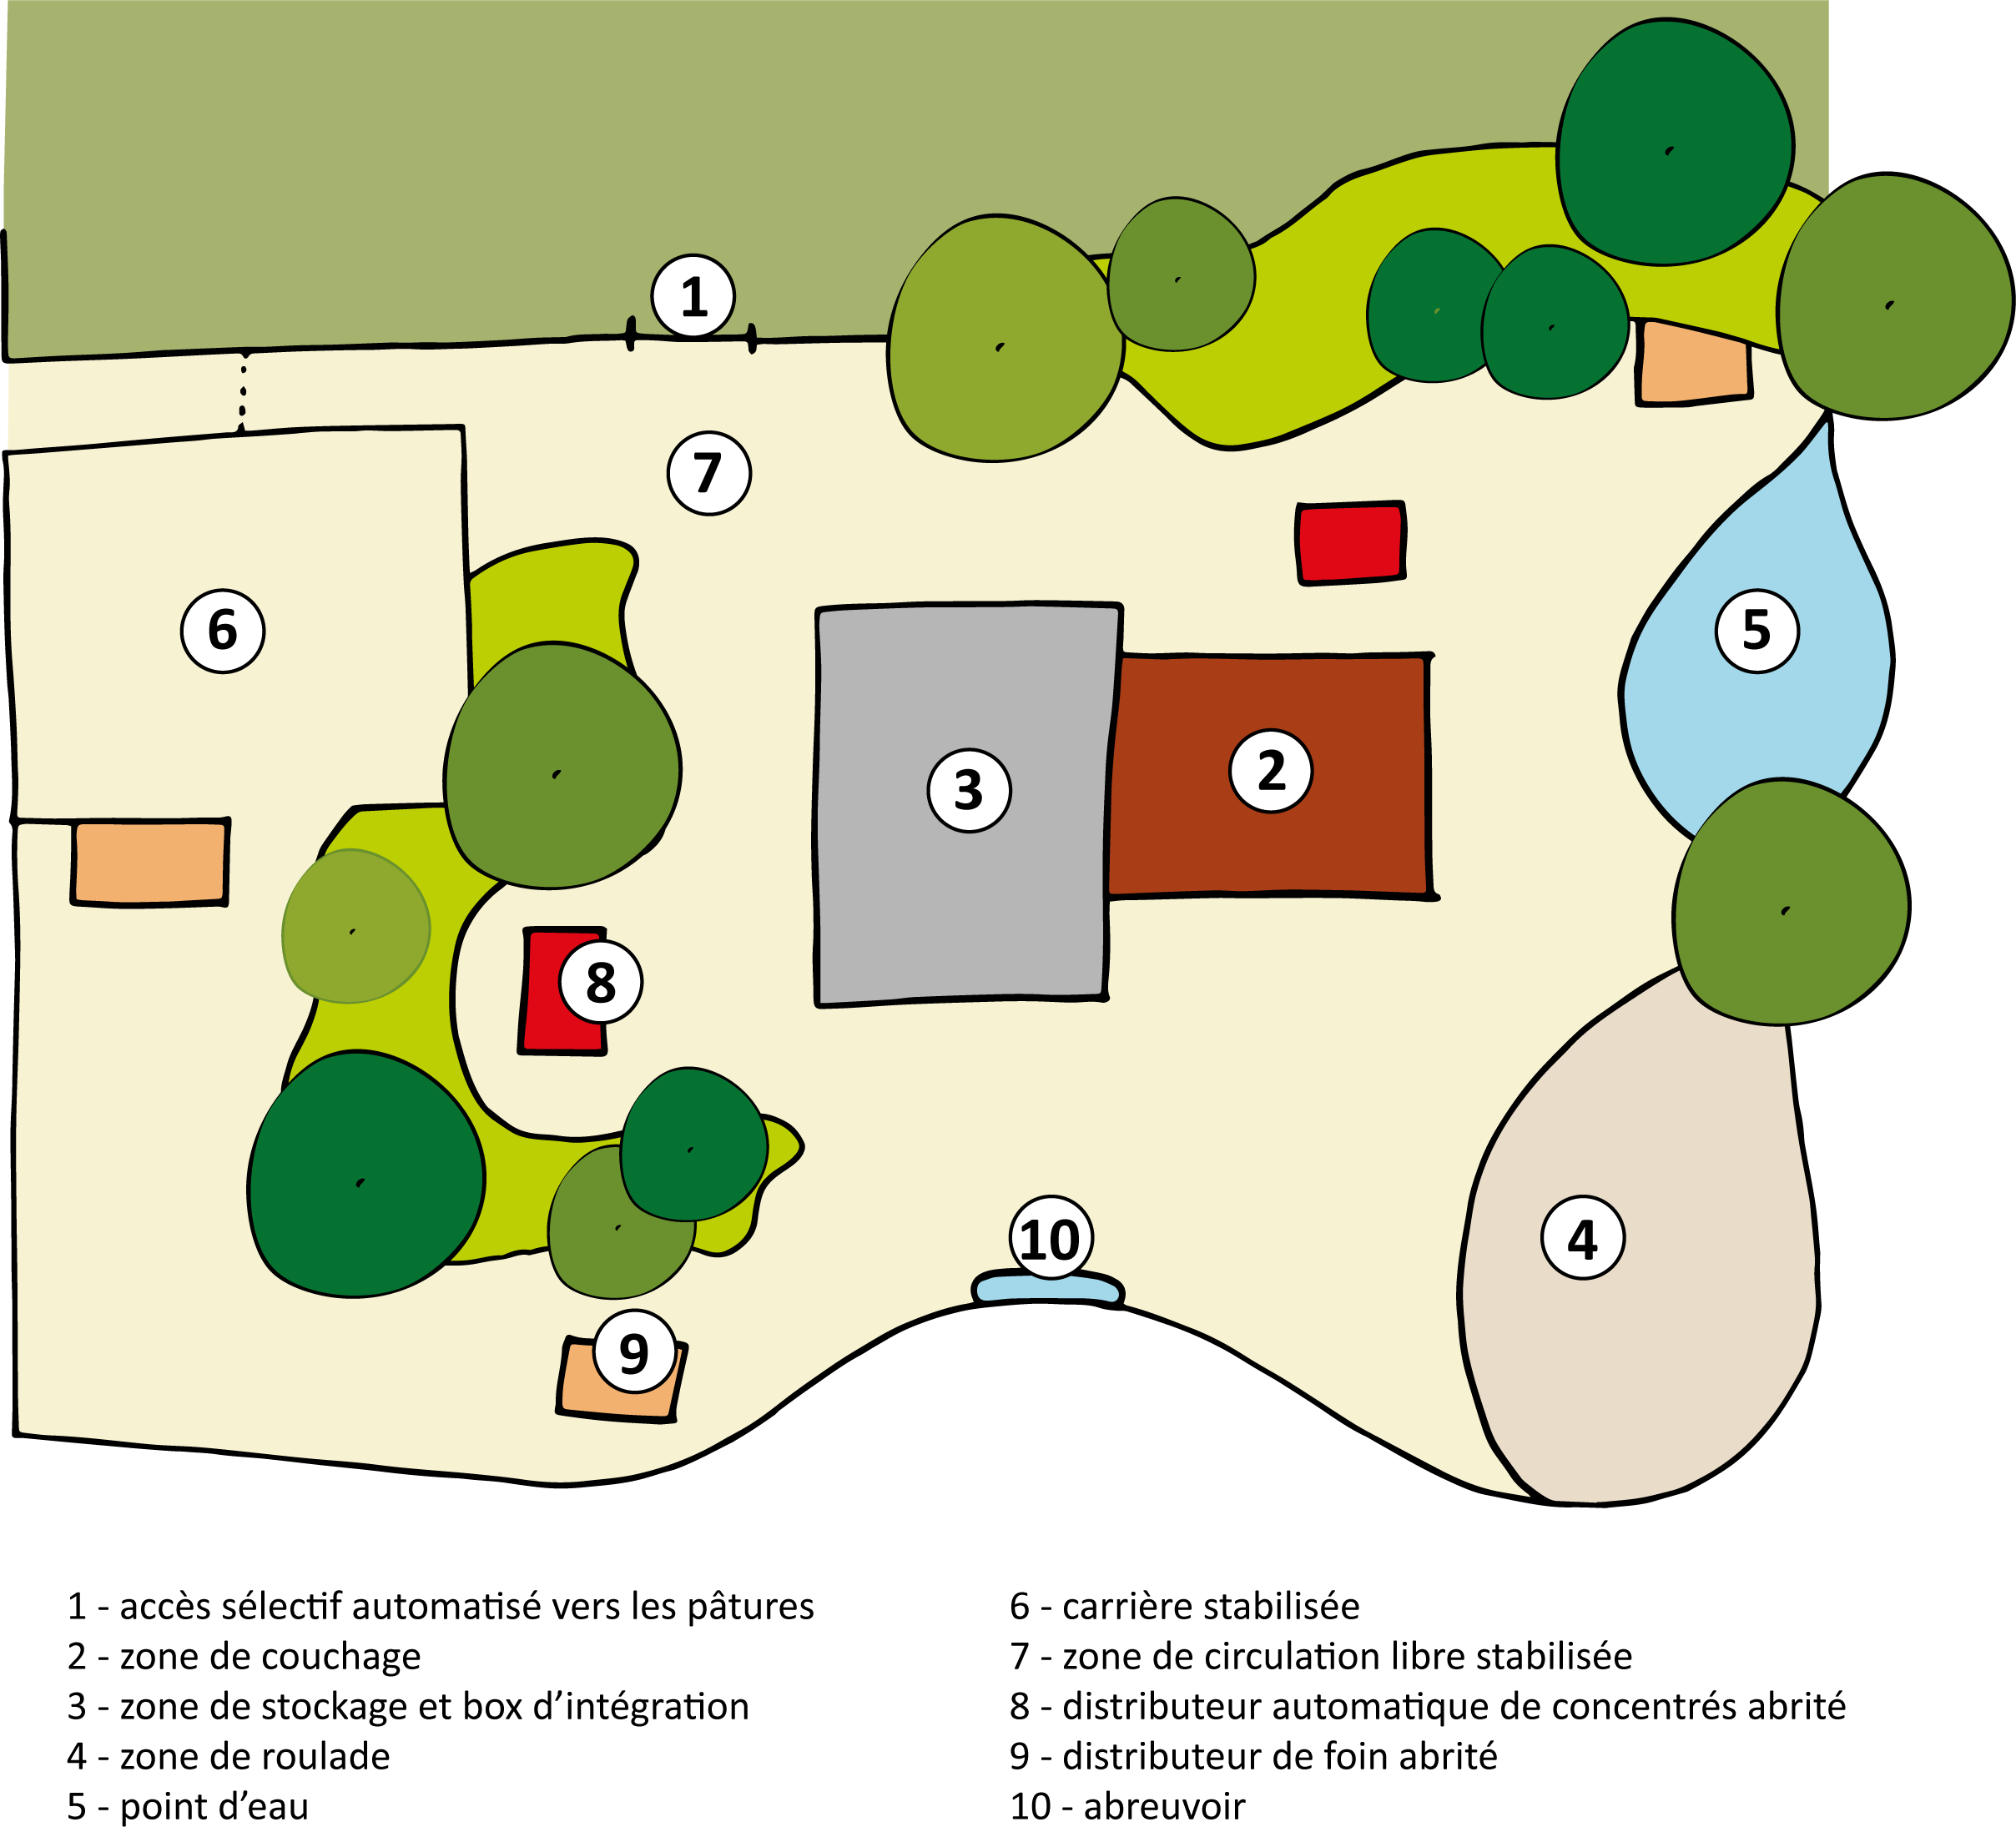 1
7
6
5
2
3
8
10
4
9
1 - accès sélectif automatisé vers les pâtures
2 - zone de couchage
3 - zone de stockage et box d’intégration
4 - zone de roulade
5 - point d’eau
6 - carrière stabilisée
7 - zone de circulation libre stabilisée
8 - distributeur automatique de concentrés abrité
9 - distributeur de foin abrité
10 - abreuvoir